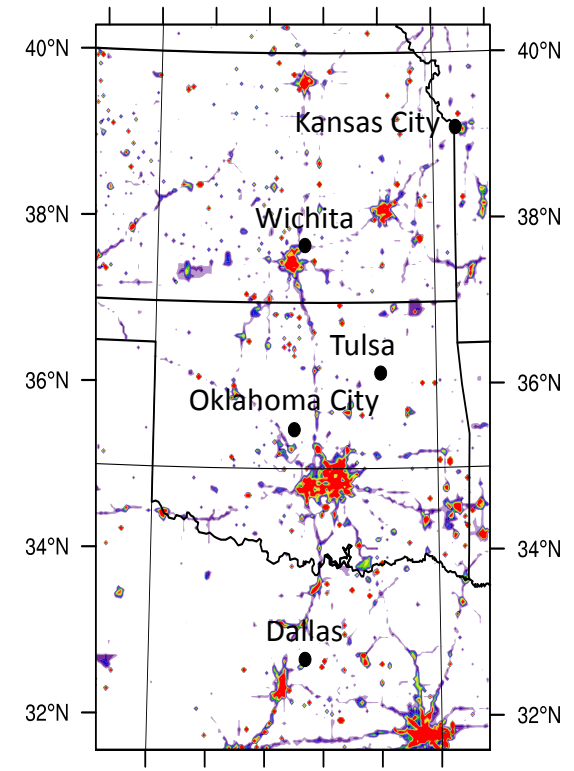 40°N 40°N
Kansas City
38°N 38°N
Wichita
Tulsa
36°N 36°N
Oklahoma City
34°N 34°N
Dallas
32°N 32°N